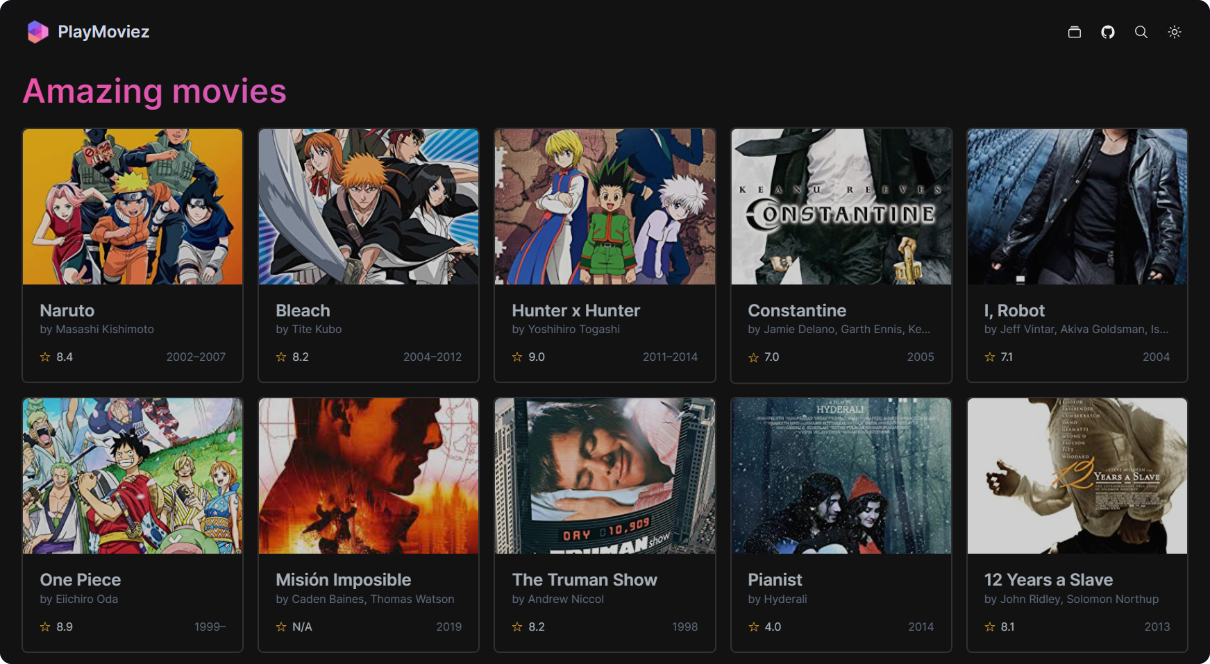 PlayMoviez
Amazing movies
KEANU REEVES
CONSTANTINE
Naruto
by Masashi Kishimoto
☆ 8.4 2002–2007
Bleach
by Tite Kubo
☆ 8.2 2004–2012
Hunter x Hunter
by Yoshihiro Togashi
☆ 9.0 2011–2014
Constantine
by Jamie Delano, Garth Ennis, Ke...
☆ 7.0 2005
I, Robot
by Jeff Vintar, Akiva Goldsman, Is...
☆ 7.1 2004
DAY 10,909
TRUMAN show
HYDERALI
12 YEARS A SLAVE
One Piece
by Eiichiro Oda
☆ 8.9 1999–
Misión Imposible
by Caden Baines, Thomas Watson
☆ N/A 2019
The Truman Show
by Andrew Niccol
☆ 8.2 1998
Pianist
by Hyderali
☆ 4.0 2014
12 Years a Slave
by John Ridley, Solomon Northup
☆ 8.1 2013